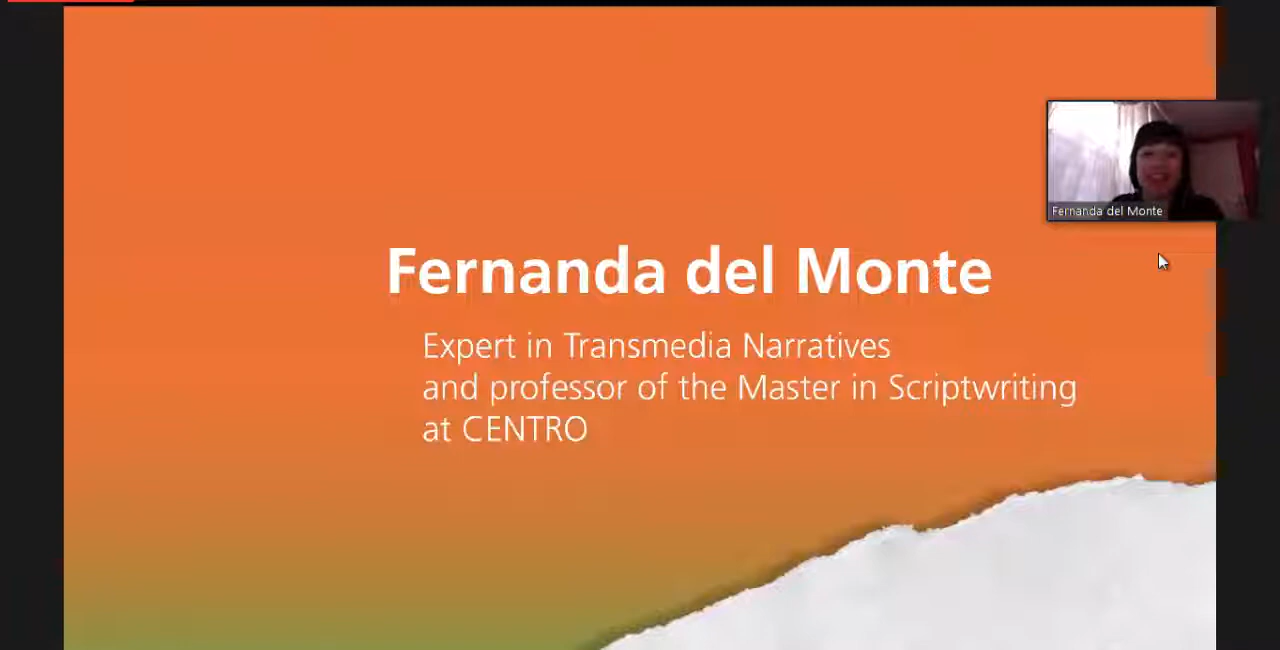 Fernanda del Monte
Fernanda del Monte
Expert in Transmedia Narratives
and professor of the Master in Scriptwriting
at CENTRO